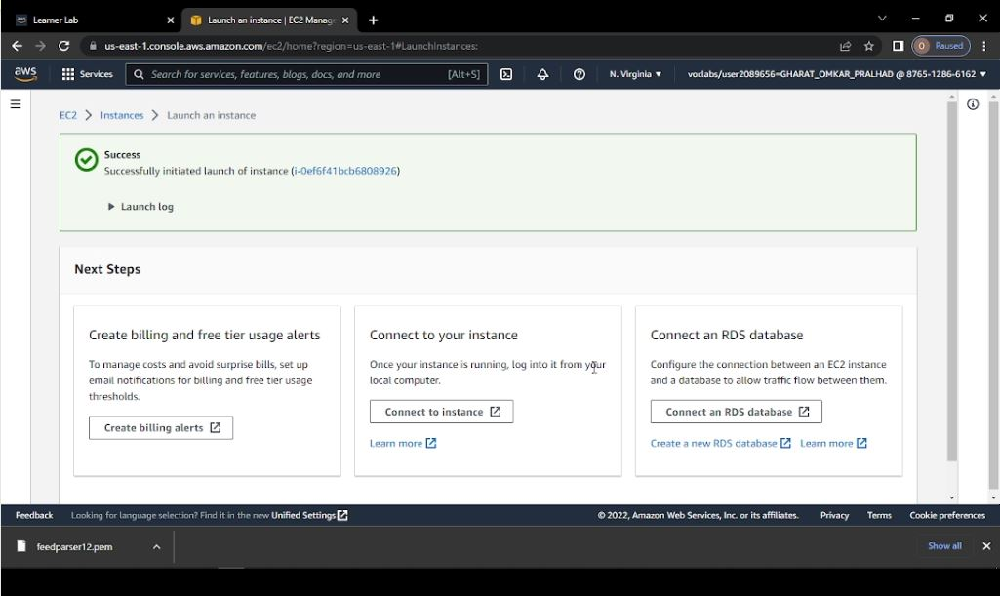 Learner Lab
Launch an instance | EC2 Manag
us-east-1.console.aws.amazon.com/ec2/home?region=us-east-1#LaunchInstances:
O Paused
aws Services Search for services, features, blogs, docs, and more [Alt+S] N. Virginia voclabs/user2089656=GHARAT_OMKAR_PRALHAD @ 8765-1286-6162
EC2 > Instances > Launch an instance
Success
Successfully initiated launch of instance (i-0ef6f41bcb6808926)
Launch log
Next Steps
Create billing and free tier usage alerts
To manage costs and avoid surprise bills, set up
email notifications for billing and free tier usage
thresholds.
Create billing alerts
Connect to your instance
Once your instance is running, log into it from your
local computer.
Connect to instance
Learn more
Connect an RDS database
Configure the connection between an EC2 instance
and a database to allow traffic flow between them.
Connect an RDS database
Create a new RDS database Learn more
Feedback Looking for language selection? Find it in the new Unified Settings © 2022, Amazon Web Services, Inc. or its affiliates. Privacy Terms Cookie preferences
feedparser12.pem Show all